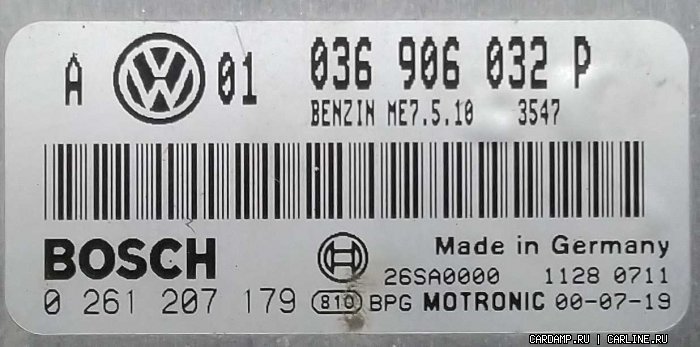 A VW 01 036 906 032 P
BENZIN ME7.5.10 3547
BOSCH Made in Germany
26SA0000 1128 0711
0 261 207 179 810 BPG MOTRONIC 00-07-19
CARDAMP.RU | CARLINE.RU